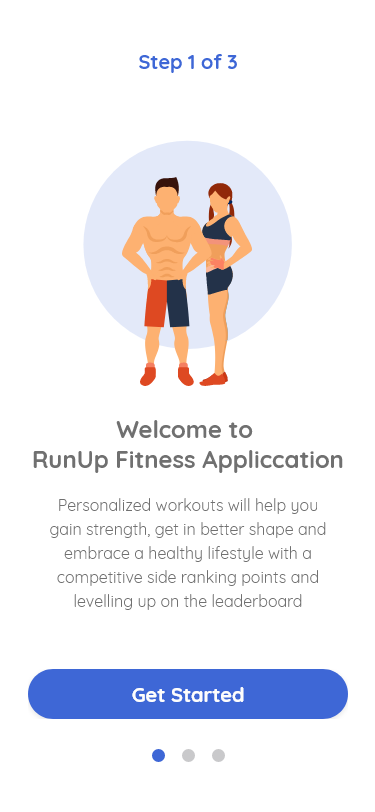 Step 1 of 3
Welcome to
RunUp Fitness Appliccation
Personalized workouts will help you
gain strength, get in better shape and
embrace a healthy lifestyle with a
competitive side ranking points and
levelling up on the leaderboard
Get Started